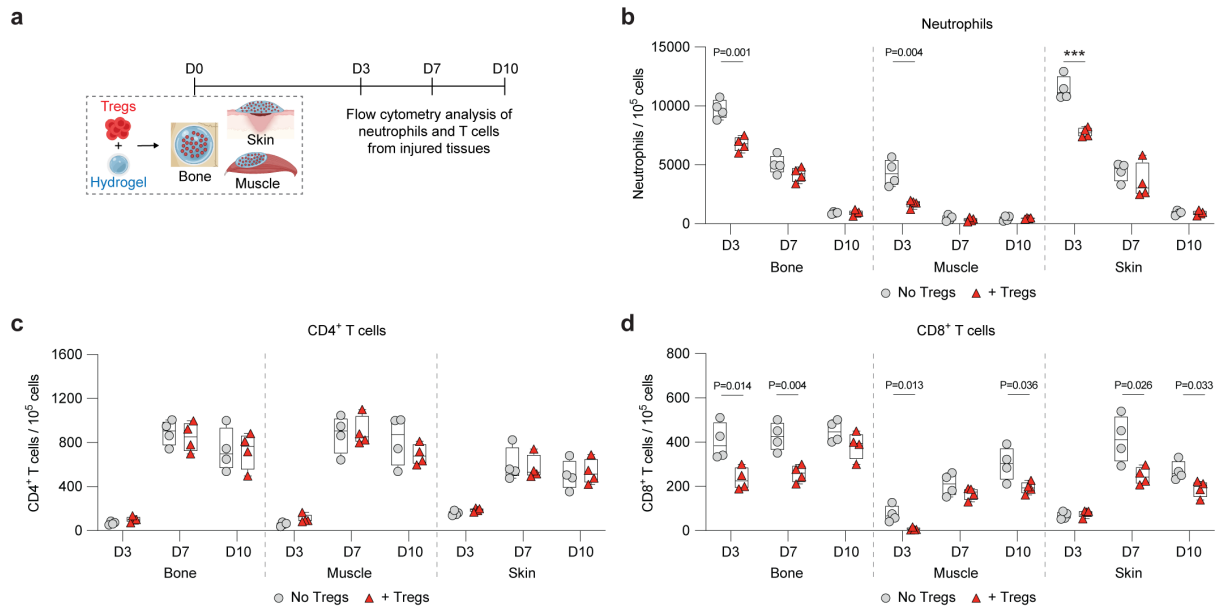 a
D0 D3 D7 D10
Tregs
+
Hydrogel
Bone
Skin
Muscle
Flow cytometry analysis of
neutrophils and T cells
from injured tissues
b
Neutrophils
Neutrophils / 10⁵ cells
15000
10000
5000
0
P=0.001 P=0.004 ***
D3 D7 D10 D3 D7 D10 D3 D7 D10
Bone Muscle Skin
No Tregs + Tregs
c
CD4⁺ T cells
CD4⁺ T cells / 10⁵ cells
1600
1200
800
400
0
D3 D7 D10 D3 D7 D10 D3 D7 D10
Bone Muscle Skin
No Tregs + Tregs
d
CD8⁺ T cells
CD8⁺ T cells / 10⁵ cells
800
600
400
200
0
P=0.014 P=0.004 P=0.013 P=0.036 P=0.026 P=0.033
D3 D7 D10 D3 D7 D10 D3 D7 D10
Bone Muscle Skin
No Tregs + Tregs